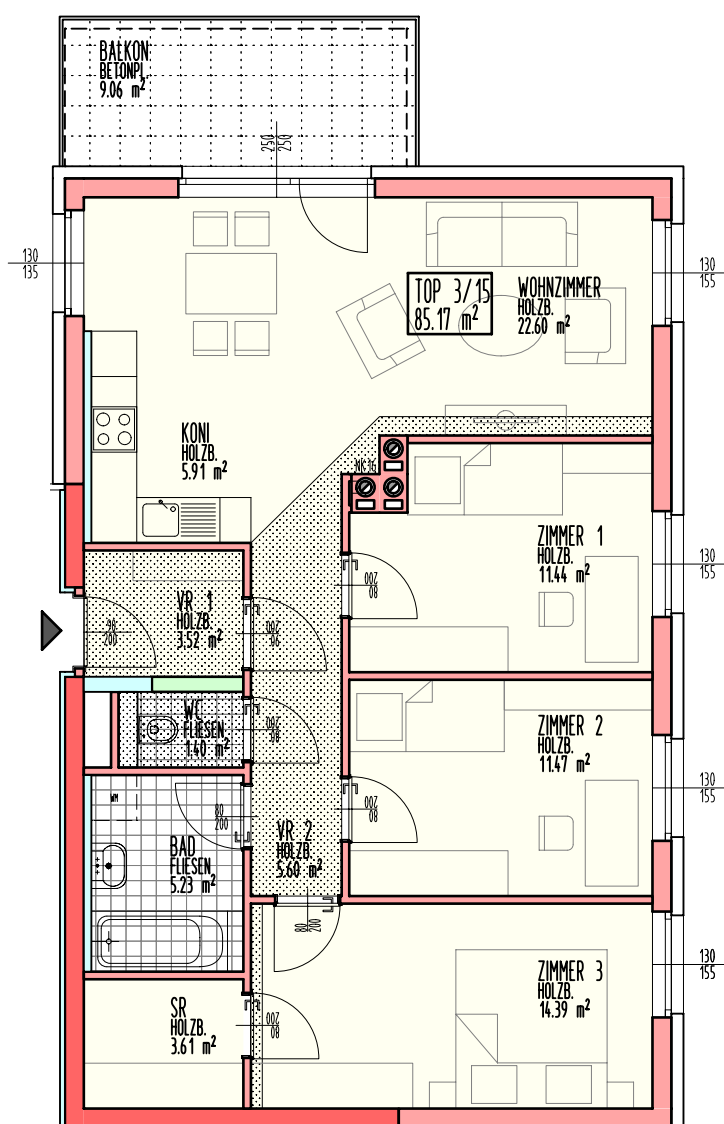 BALKON
BETONPL.
9.06 m²
250
250
130
135
130
155
TOP 3/15
85.17 m²
WOHNZIMMER
HOLZB.
22.60 m²
KONI
HOLZB.
5.91 m²
ZIMMER 1
HOLZB.
11.44 m²
130
155
80
200
VR 1
HOLZB.
3.52 m²
90
200
90
200
WC
FLIESEN
1.40 m²
80
200
ZIMMER 2
HOLZB.
11.47 m²
130
155
80
200
WM
80
200
VR 2
HOLZB.
5.60 m²
BAD
FLIESEN
5.23 m²
80
200
ZIMMER 3
HOLZB.
14.39 m²
130
155
SR
HOLZB.
3.61 m²
80
200